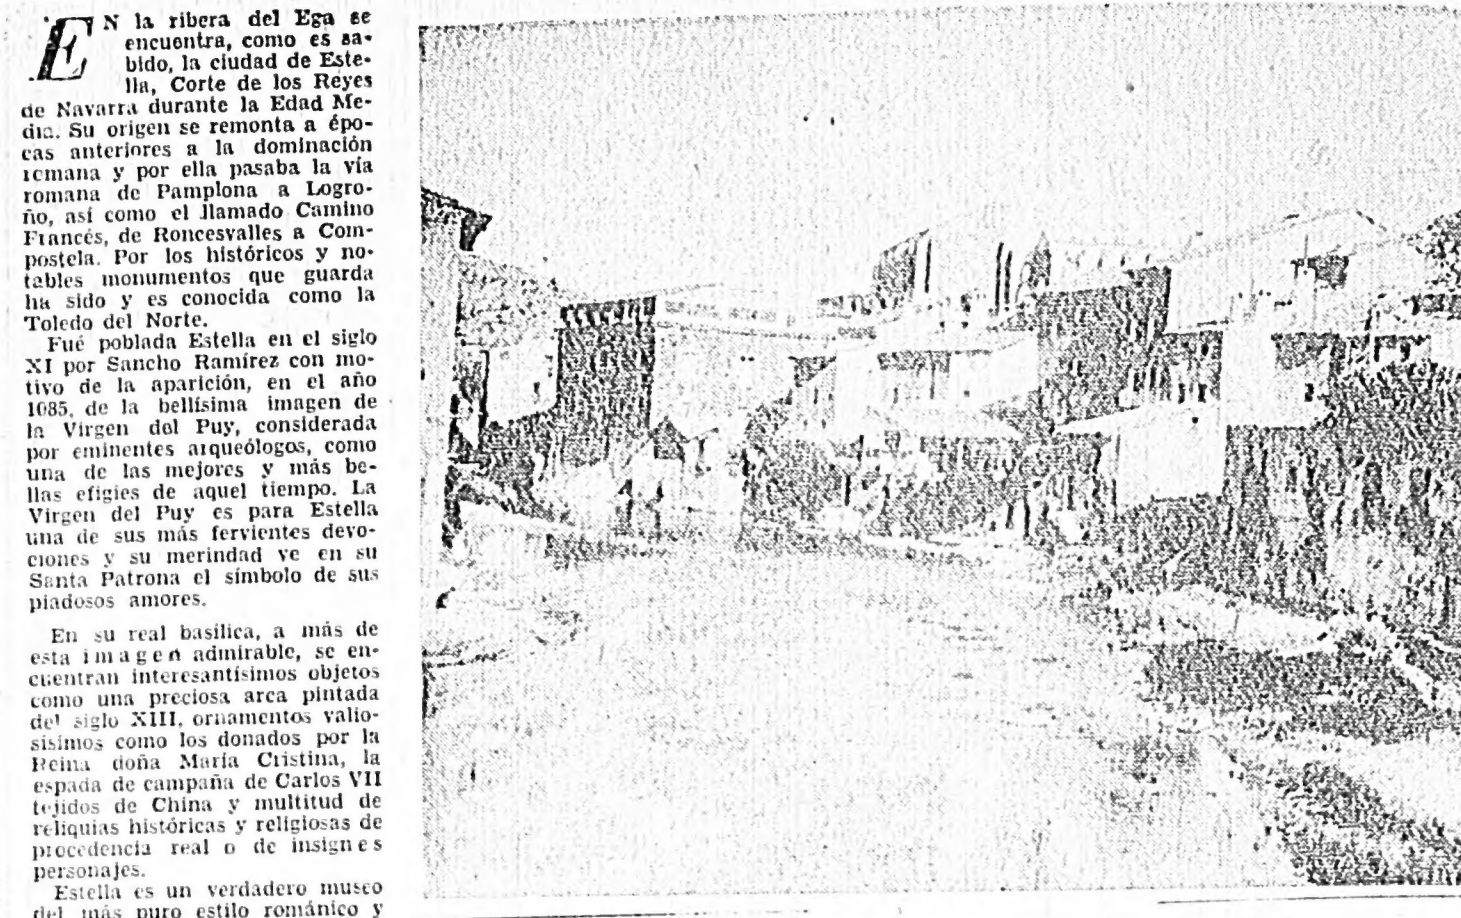 EN la ribera del Ega se
encuentra, como es sa-
bido, la ciudad de Este-
lla, Corte de los Reyes
de Navarra durante la Edad Me-
dia. Su origen se remonta a épo-
cas anteriores a la dominación
romana y por ella pasaba la vía
romana de Pamplona a Logro-
ño, así como el llamado Camino
Francés, de Roncesvalles a Com-
postela. Por los históricos y no-
tables monumentos que guarda
ha sido y es conocida como la
Toledo del Norte.
Fué poblada Estella en el siglo
XI por Sancho Ramírez con mo-
tivo de la aparición, en el año
1085, de la bellísima imagen de
la Virgen del Puy, considerada
por eminentes arqueólogos, como
una de las mejores y más be-
llas efigies de aquel tiempo. La
Virgen del Puy es para Estella
una de sus más fervientes devo-
ciones y su merindad ve en su
Santa Patrona el símbolo de sus
piadosos amores.
En su real basílica, a más de
esta imagen admirable, se en-
cuentran interesantísimos objetos
como una preciosa arca pintada
del siglo XIII, ornamentos valio-
sísimos como los donados por la
Reina doña María Cristina, la
espada de campaña de Carlos VII
tejidos de China y multitud de
reliquias históricas y religiosas de
procedencia real o de insignes
personajes.
Estella es un verdadero museo
del más puro estilo románico y